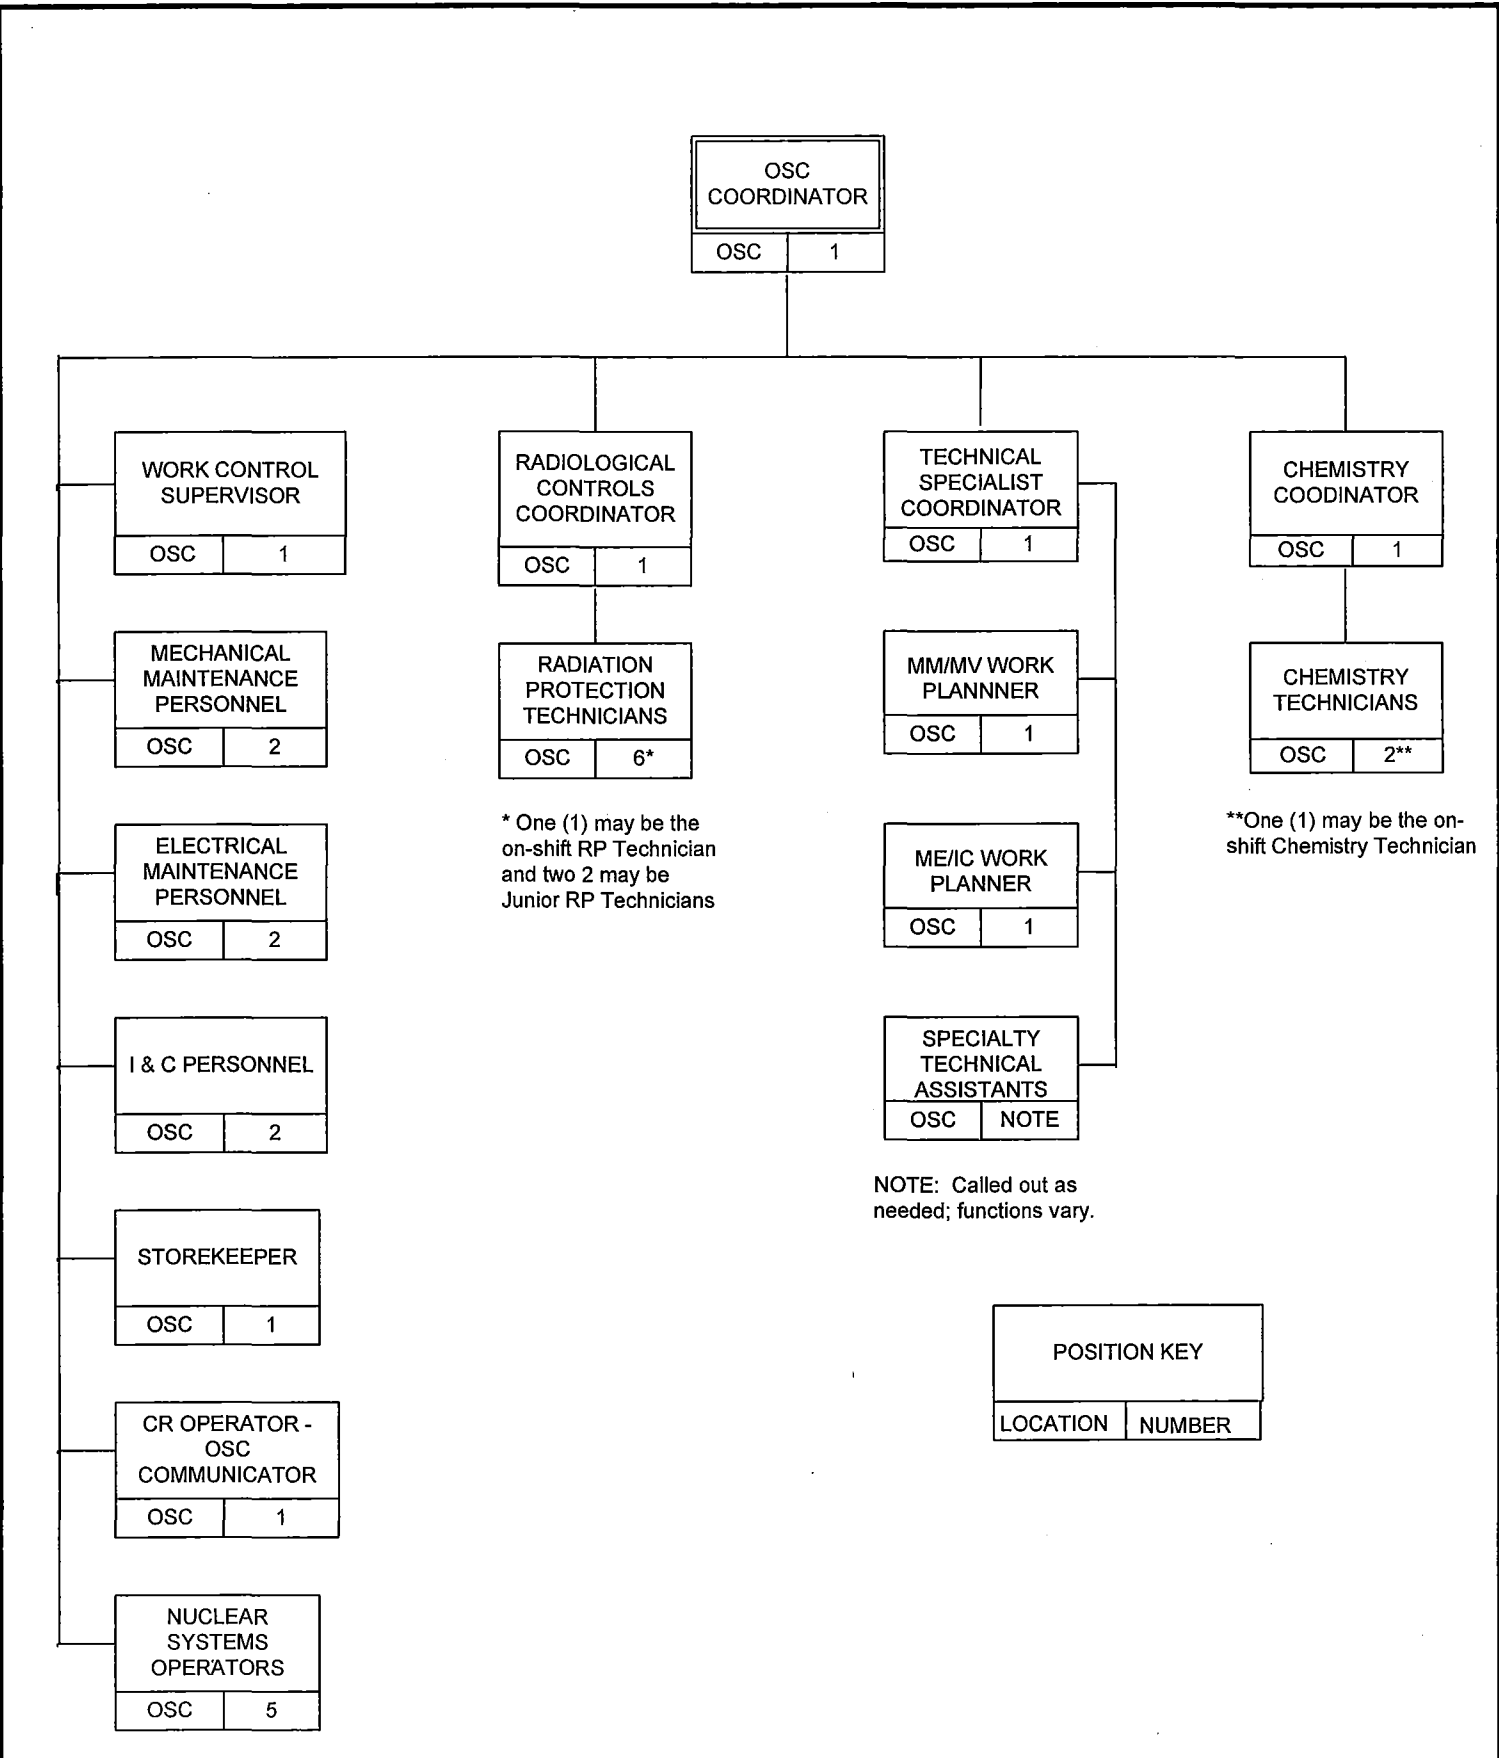 OSC
COORDINATOR
OSC 1
WORK CONTROL
SUPERVISOR
OSC 1
MECHANICAL
MAINTENANCE
PERSONNEL
OSC 2
ELECTRICAL
MAINTENANCE
PERSONNEL
OSC 2
I & C PERSONNEL
OSC 2
STOREKEEPER
OSC 1
CR OPERATOR -
OSC
COMMUNICATOR
OSC 1
NUCLEAR
SYSTEMS
OPERATORS
OSC 5
RADIOLOGICAL
CONTROLS
COORDINATOR
OSC 1
RADIATION
PROTECTION
TECHNICIANS
OSC 6*
* One (1) may be the
on-shift RP Technician
and two 2 may be
Junior RP Technicians
TECHNICAL
SPECIALIST
COORDINATOR
OSC 1
MM/MV WORK
PLANNNER
OSC 1
ME/IC WORK
PLANNER
OSC 1
SPECIALTY
TECHNICAL
ASSISTANTS
OSC NOTE
NOTE: Called out as
needed; functions vary.
CHEMISTRY
COODINATOR
OSC 1
CHEMISTRY
TECHNICIANS
OSC 2**
**One (1) may be the on-
shift Chemistry Technician
POSITION KEY
LOCATION NUMBER